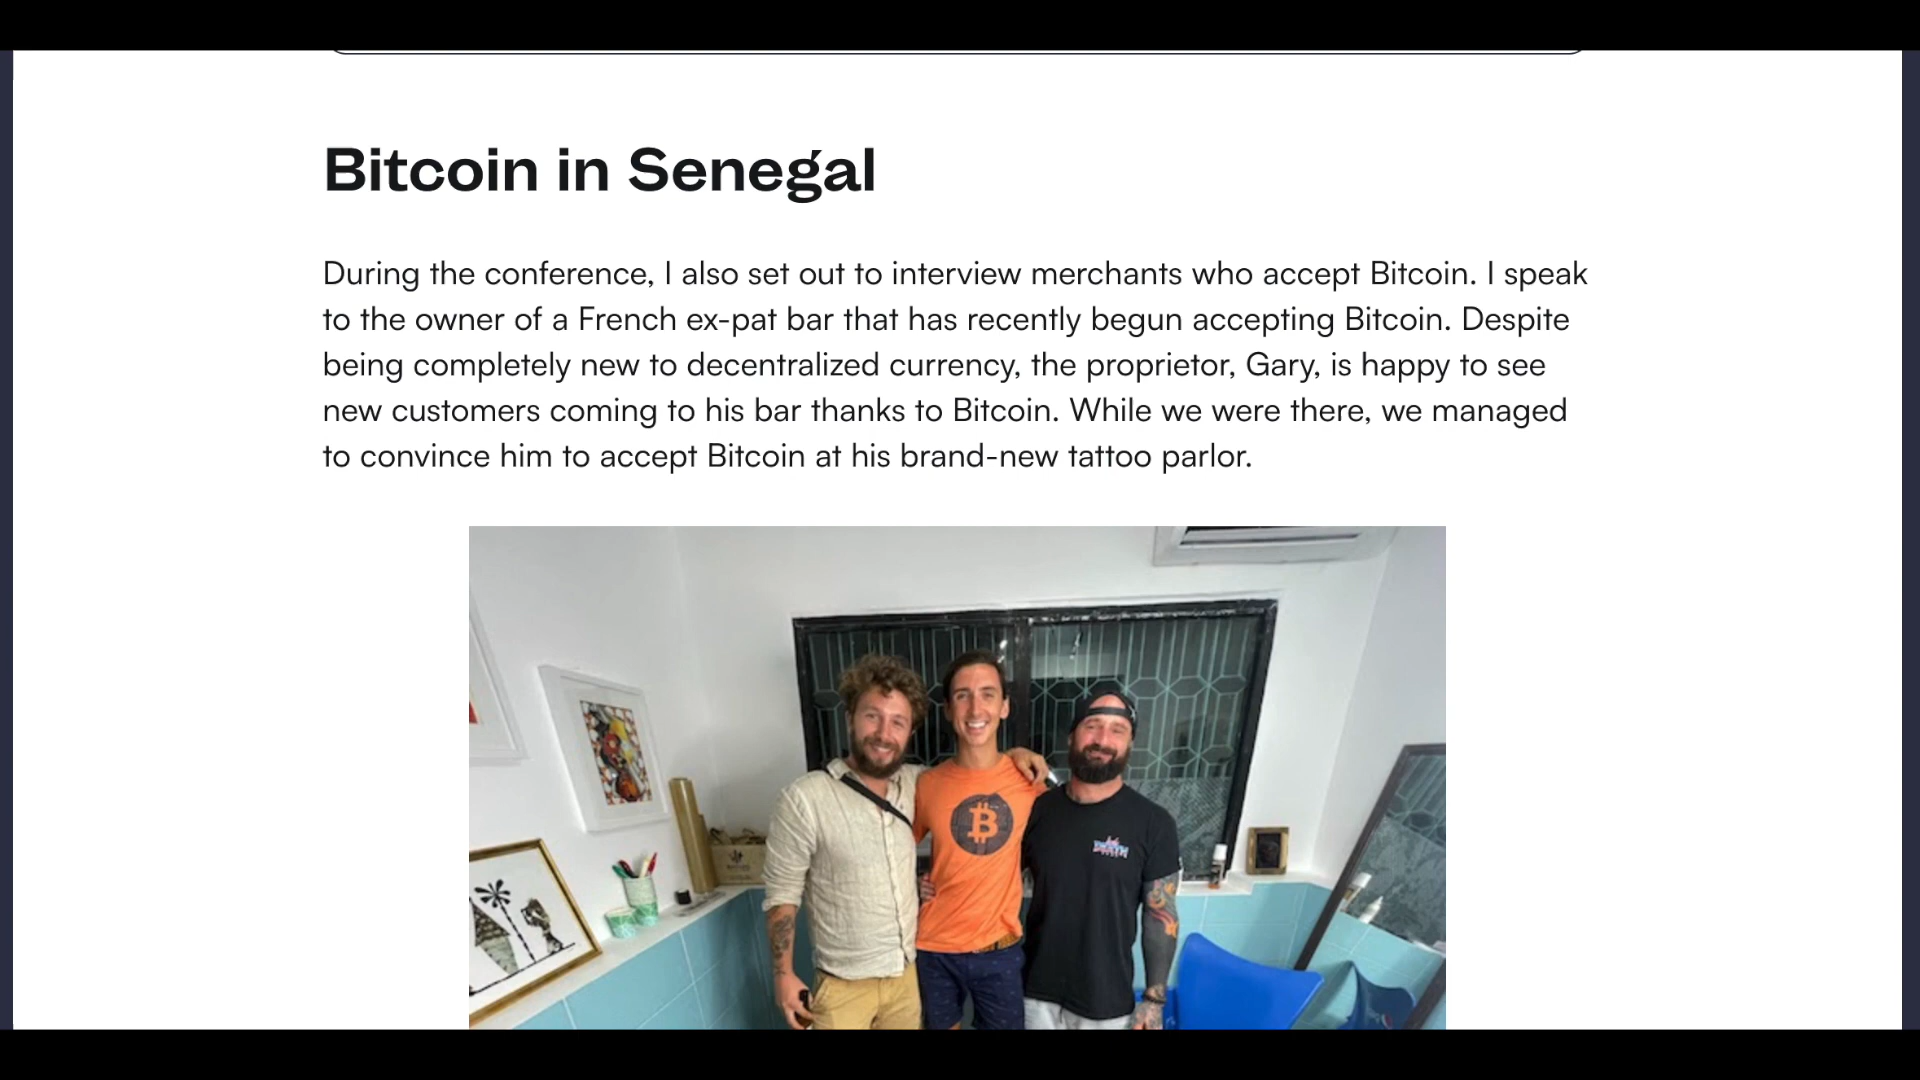 Bitcoin in Senegal
During the conference, I also set out to interview merchants who accept Bitcoin. I speak
to the owner of a French ex-pat bar that has recently begun accepting Bitcoin. Despite
being completely new to decentralized currency, the proprietor, Gary, is happy to see
new customers coming to his bar thanks to Bitcoin. While we were there, we managed
to convince him to accept Bitcoin at his brand-new tattoo parlor.